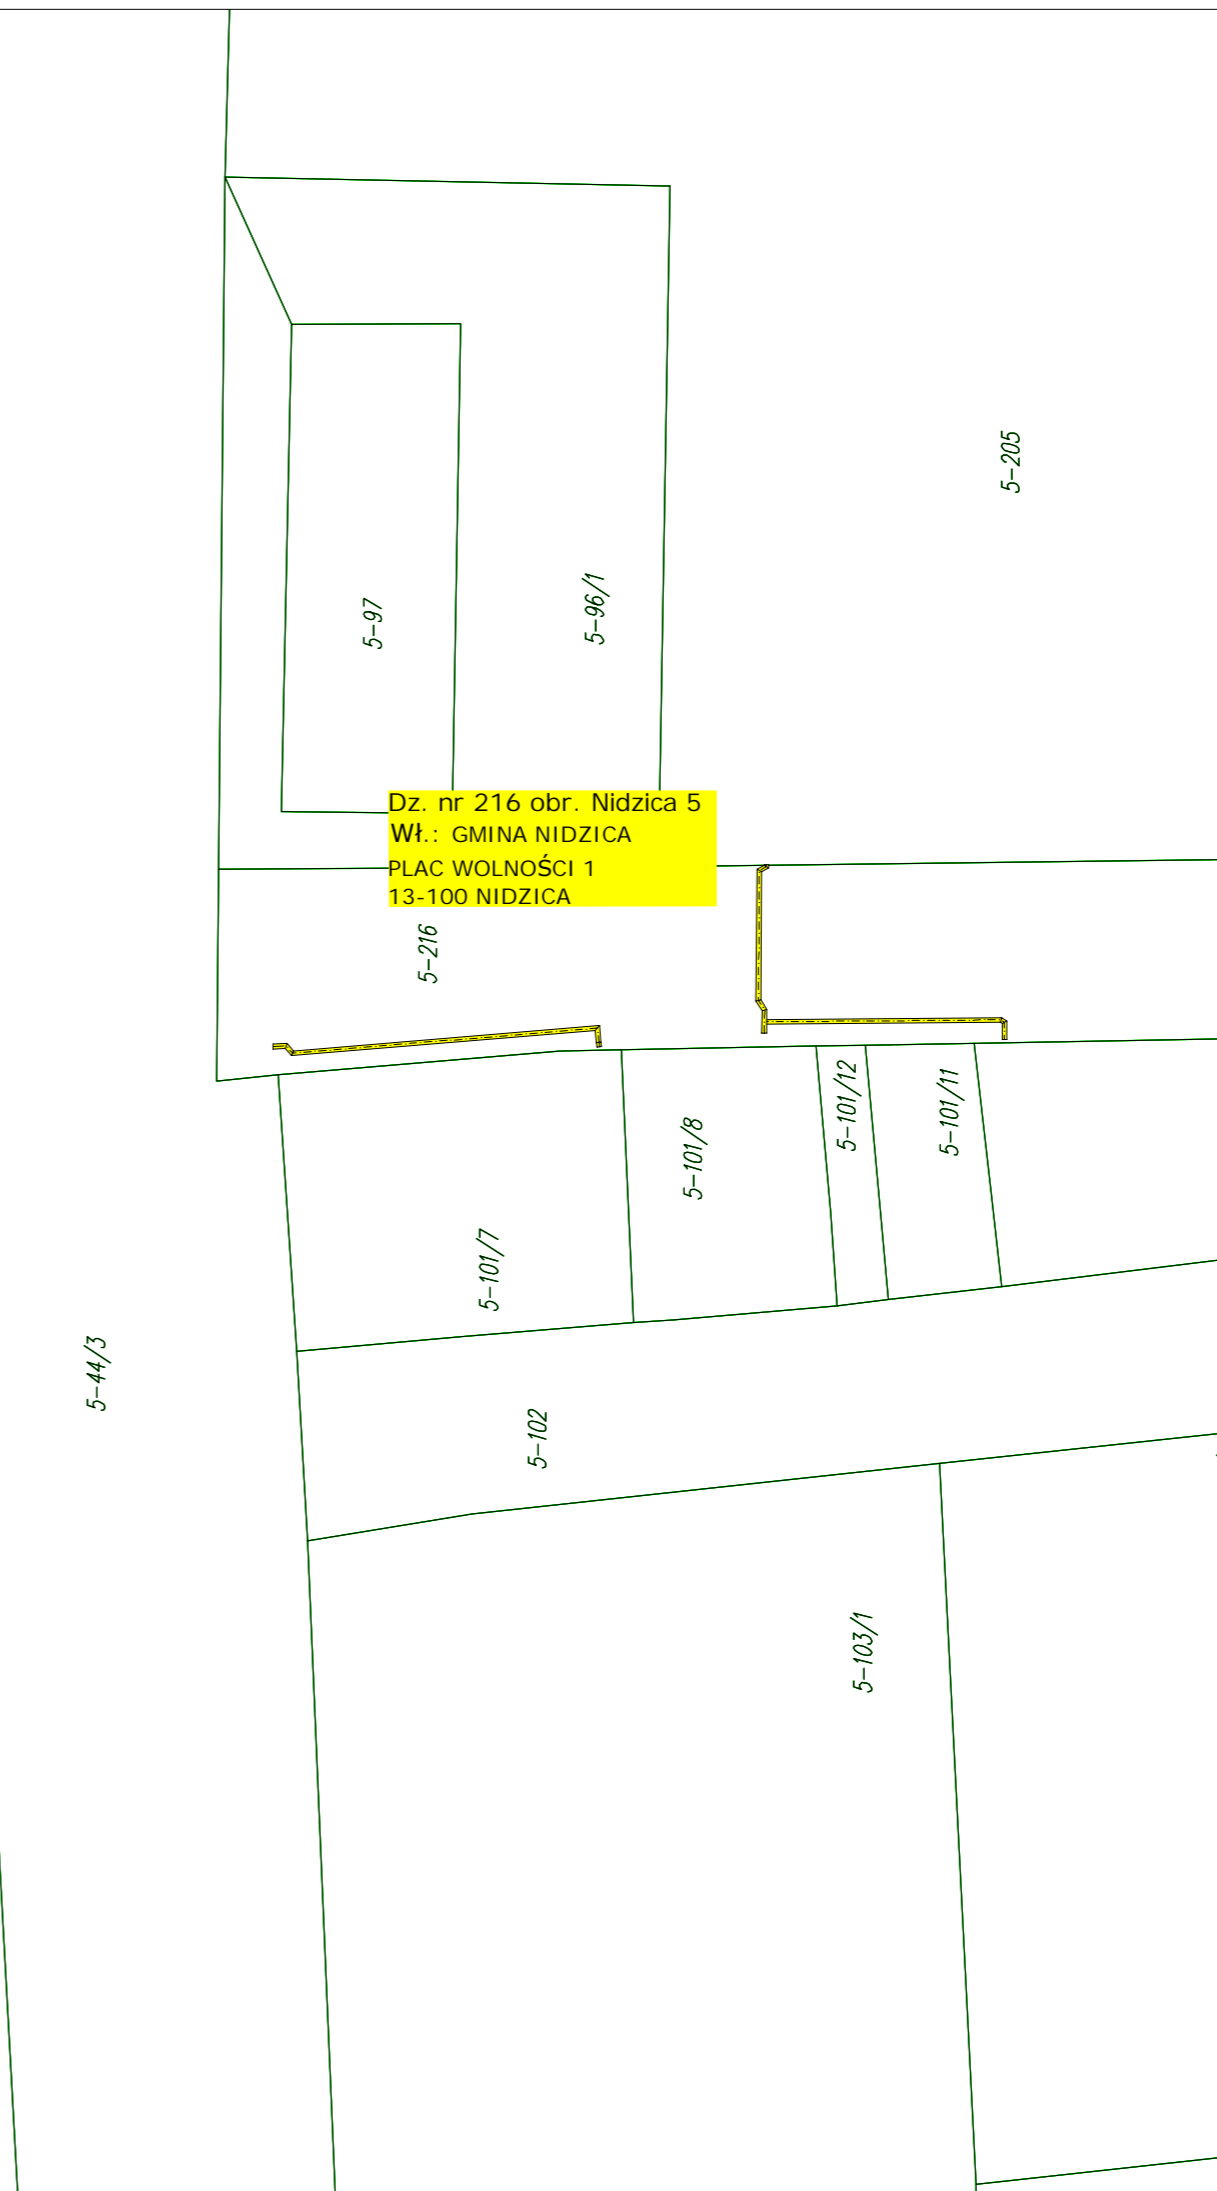 5-205
5-97
5-96/1
Dz. nr 216 obr. Nidzica 5
Wł.: GMINA NIDZICA
PLAC WOLNOŚCI 1
13-100 NIDZICA
5-216
5-101/12
5-101/11
5-101/8
5-101/7
5-44/3
5-102
5-103/1